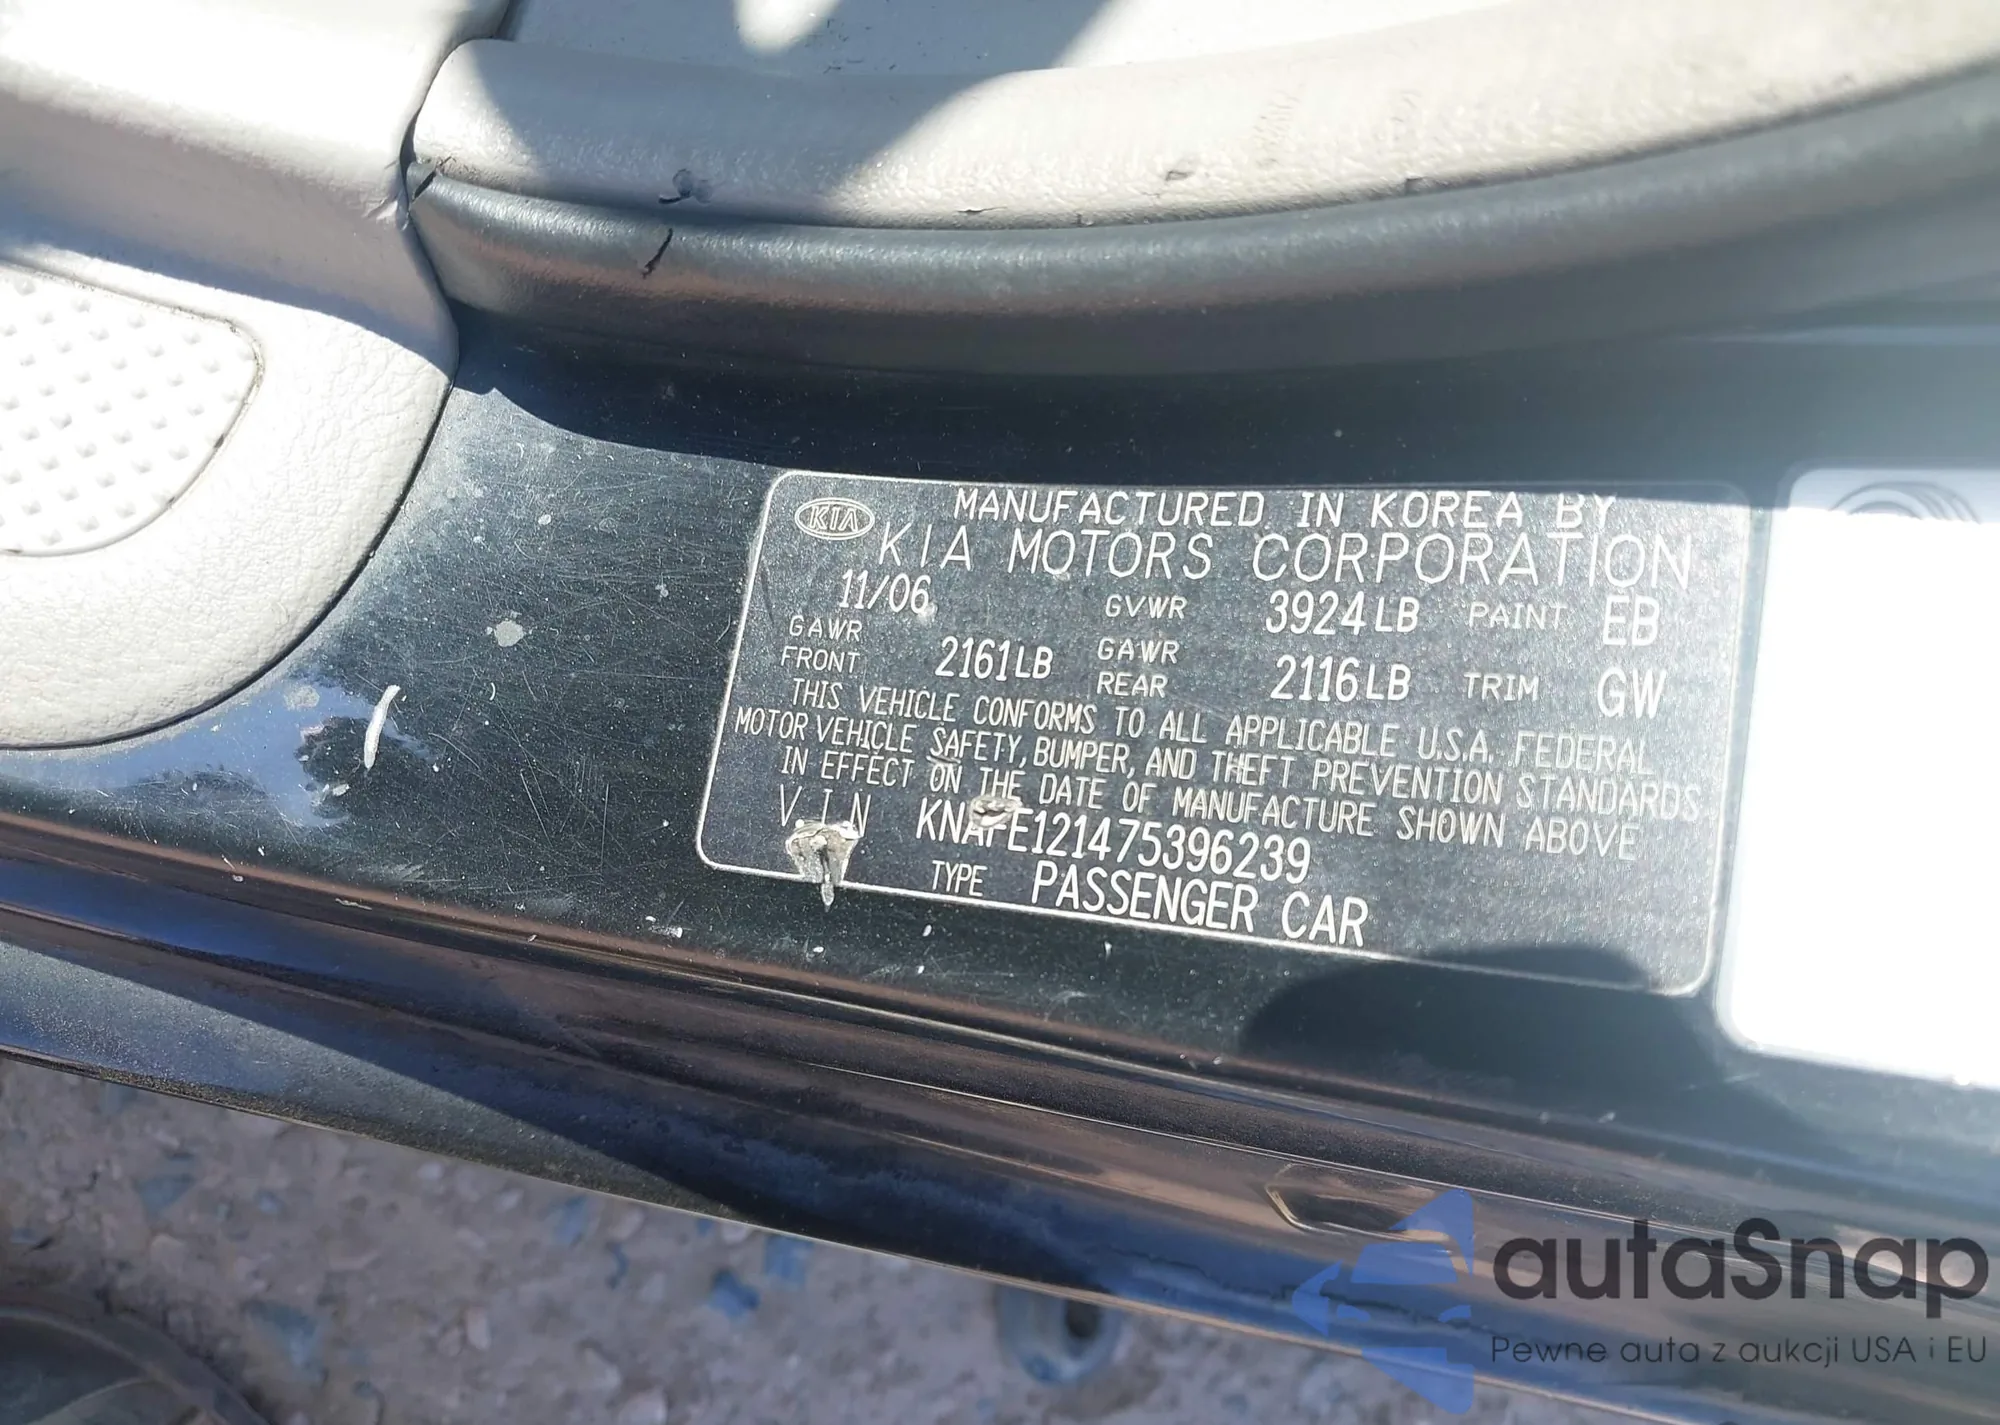 KIA
MANUFACTURED IN KOREA BY
KIA MOTORS CORPORATION
11/06 GVWR 3924LB PAINT EB
GAWR FRONT 2161LB GAWR REAR 2116LB TRIM GW
THIS VEHICLE CONFORMS TO ALL APPLICABLE U.S.A. FEDERAL
MOTOR VEHICLE SAFETY, BUMPER, AND THEFT PREVENTION STANDARDS
IN EFFECT ON THE DATE OF MANUFACTURE SHOWN ABOVE
V.I.N KNAFE121475396239
TYPE PASSENGER CAR
autaSnap
Pewne auta z aukcji USA i EU